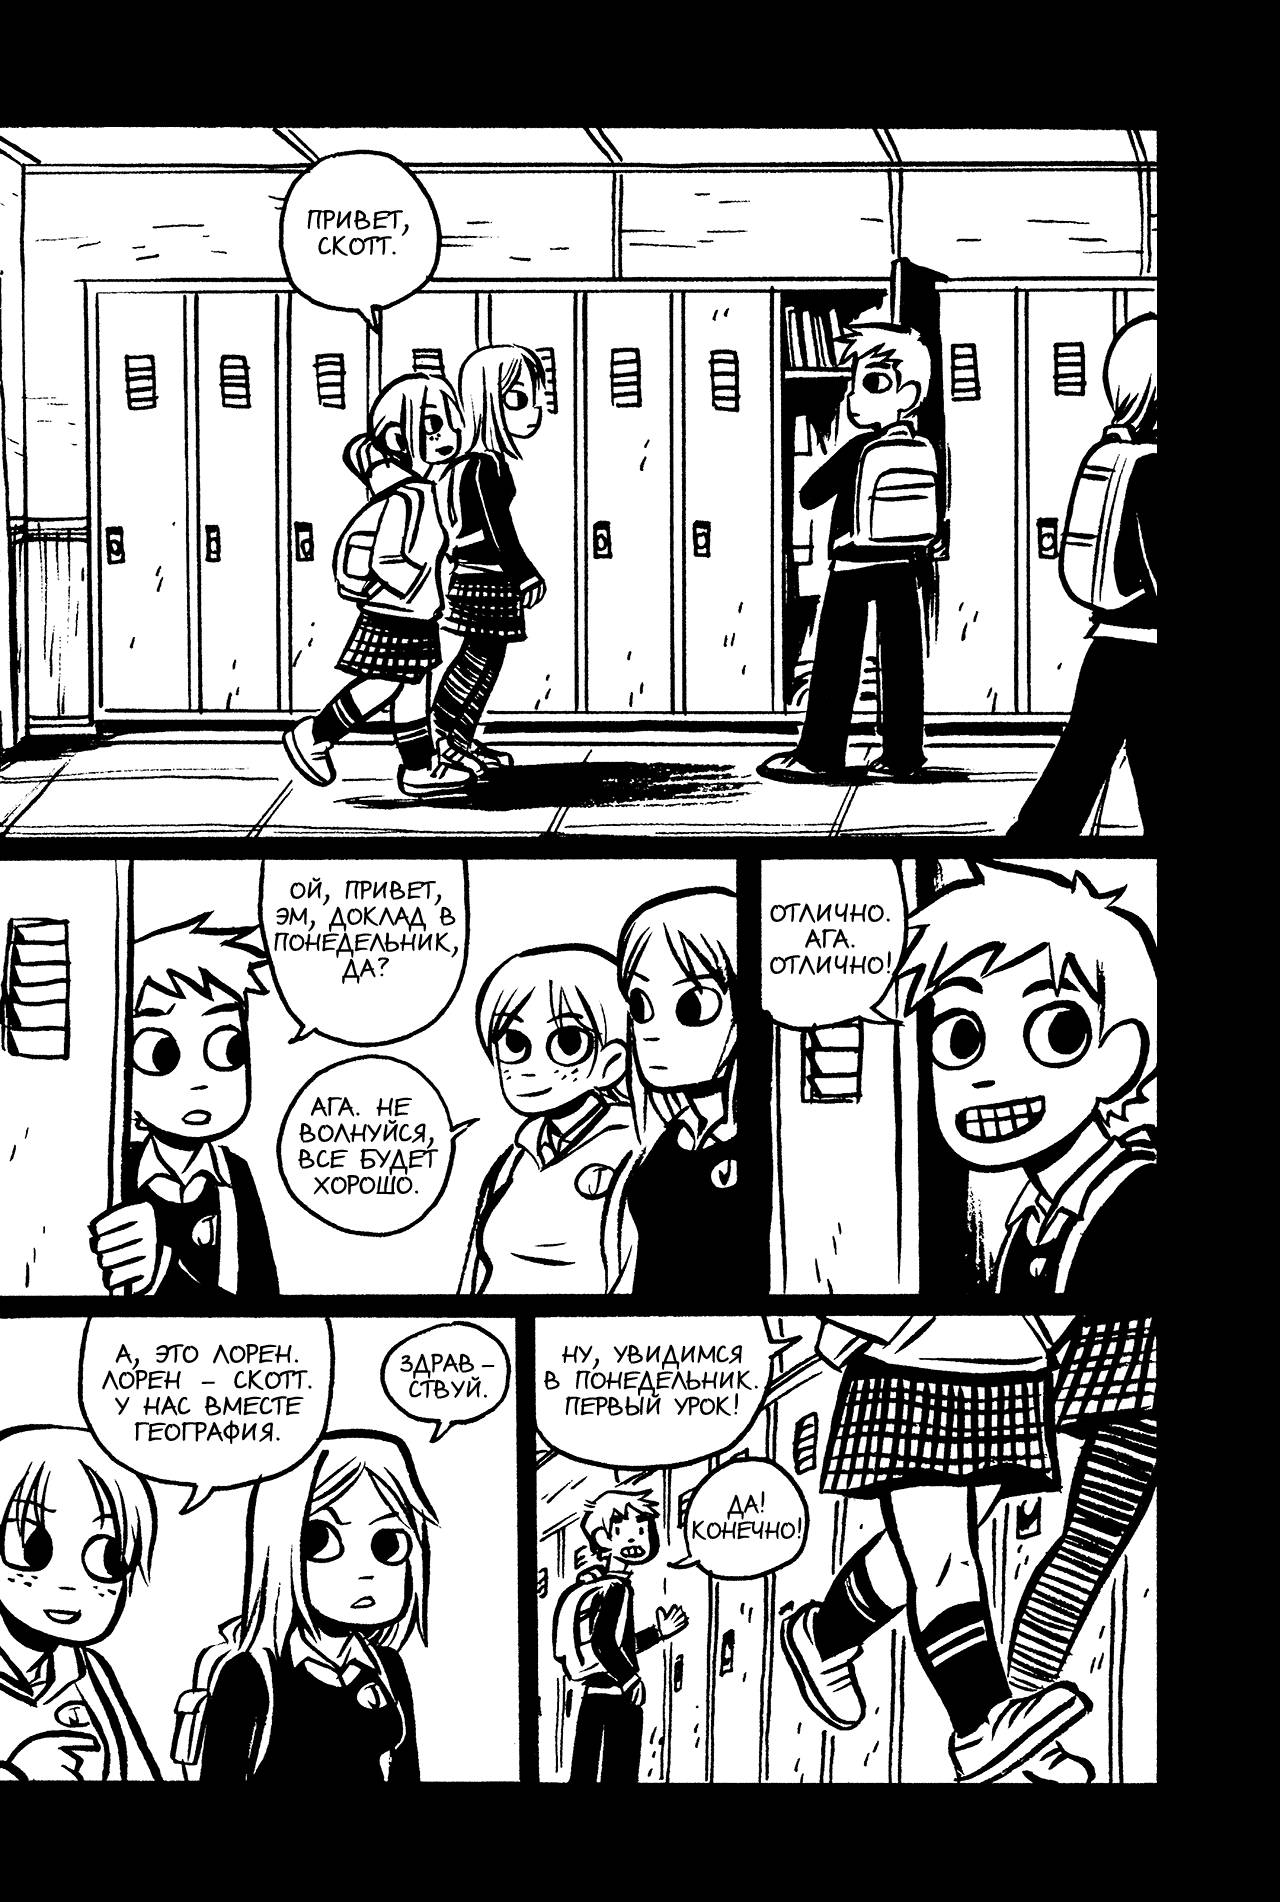 ПРИВЕТ,
СКОТТ.
ОЙ, ПРИВЕТ,
ЭМ, ДОКЛАД В
ПОНЕДЕЛЬНИК,
ДА?
АГА. НЕ
ВОЛНУЙСЯ,
ВСЕ БУДЕТ
ХОРОШО.
ОТЛИЧНО.
АГА.
ОТЛИЧНО!
А, ЭТО ЛОРЕН.
ЛОРЕН – СКОТТ.
У НАС ВМЕСТЕ
ГЕОГРАФИЯ.
ЗДРАВ –
СТВУЙ.
НУ, УВИДИМСЯ
В ПОНЕДЕЛЬНИК.
ПЕРВЫЙ УРОК!
ДА!
КОНЕЧНО!